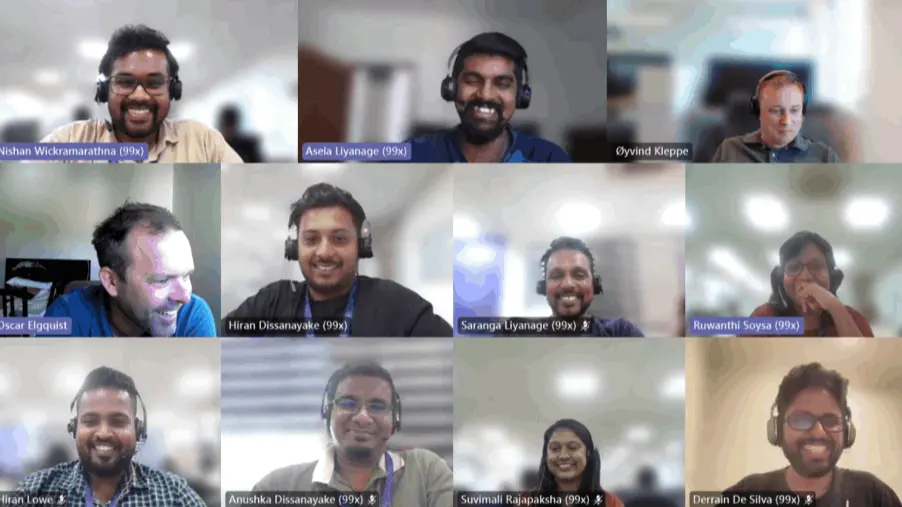 Nishan Wickramarathna (99x)
Asela Liyanage (99x)
Øyvind Kleppe
Oscar Elgquist
Hiran Dissanayake (99x)
Saranga Liyanage (99x)
Ruwanthi Soysa (99x)
Hiran Lowe
Anushka Dissanayake (99x)
Suvimali Rajapaksha (99x)
Derrain De Silva (99x)